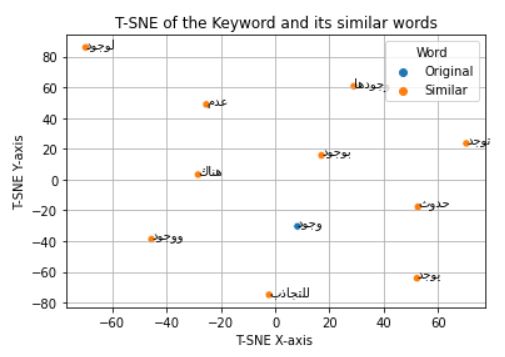 T-SNE of the Keyword and its similar words
لوجود
وجودها
Word
Original
Similar
عدم
توجد
بوجود
هناك
حدوث
وجود
ووجود
يوجد
للتجاذب
80
60
40
20
0
−20
−40
−60
−80
−60
−40
−20
0
20
40
60
T-SNE Y-axis
T-SNE X-axis